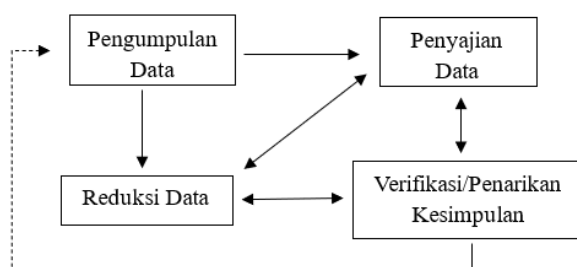 Pengumpulan
Data
Penyajian
Data
Reduksi Data
Verifikasi/Penarikan
Kesimpulan